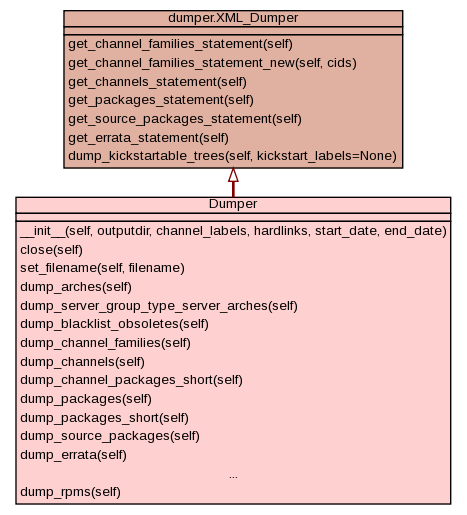 dumper.XML_Dumper
get_channel_families_statement(self)
get_channel_families_statement_new(self, cids)
get_channels_statement(self)
get_packages_statement(self)
get_source_packages_statement(self)
get_errata_statement(self)
dump_kickstartable_trees(self, kickstart_labels=None)
Dumper
__init__(self, outputdir, channel_labels, hardlinks, start_date, end_date)
close(self)
set_filename(self, filename)
dump_arches(self)
dump_server_group_type_server_arches(self)
dump_blacklist_obsoletes(self)
dump_channel_families(self)
dump_channels(self)
dump_channel_packages_short(self)
dump_packages(self)
dump_packages_short(self)
dump_source_packages(self)
dump_errata(self)
...
dump_rpms(self)